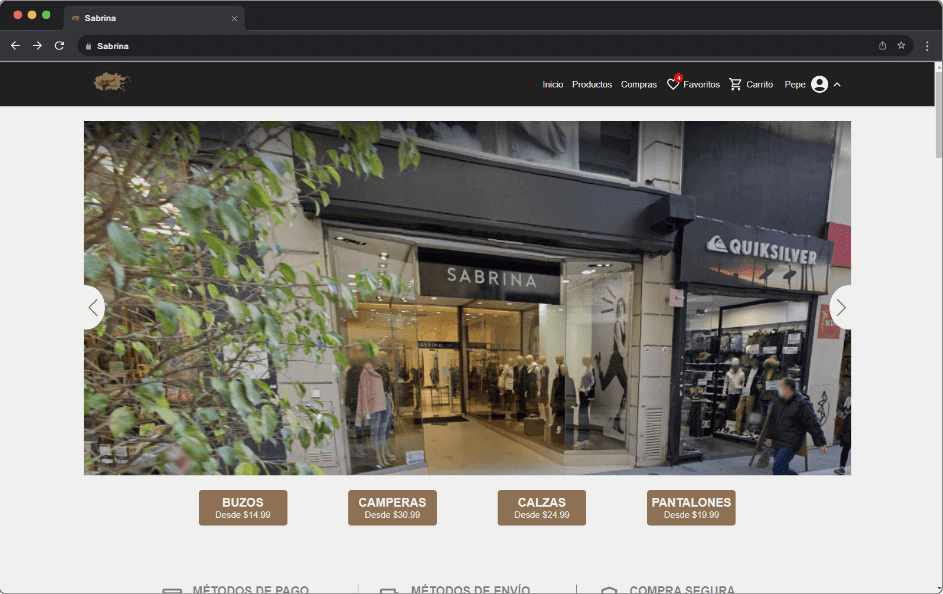 Sabrina
Sabrina
Inicio Productos Compras 4 Favoritos Carrito Pepe
SABRINA
QUIKSILVER
SABRINA
BUZOS
Desde $14.99
CAMPERAS
Desde $30.99
CALZAS
Desde $24.99
PANTALONES
Desde $19.99
MÉTODOS DE PAGO
MÉTODOS DE ENVÍO
COMPRA SEGURA